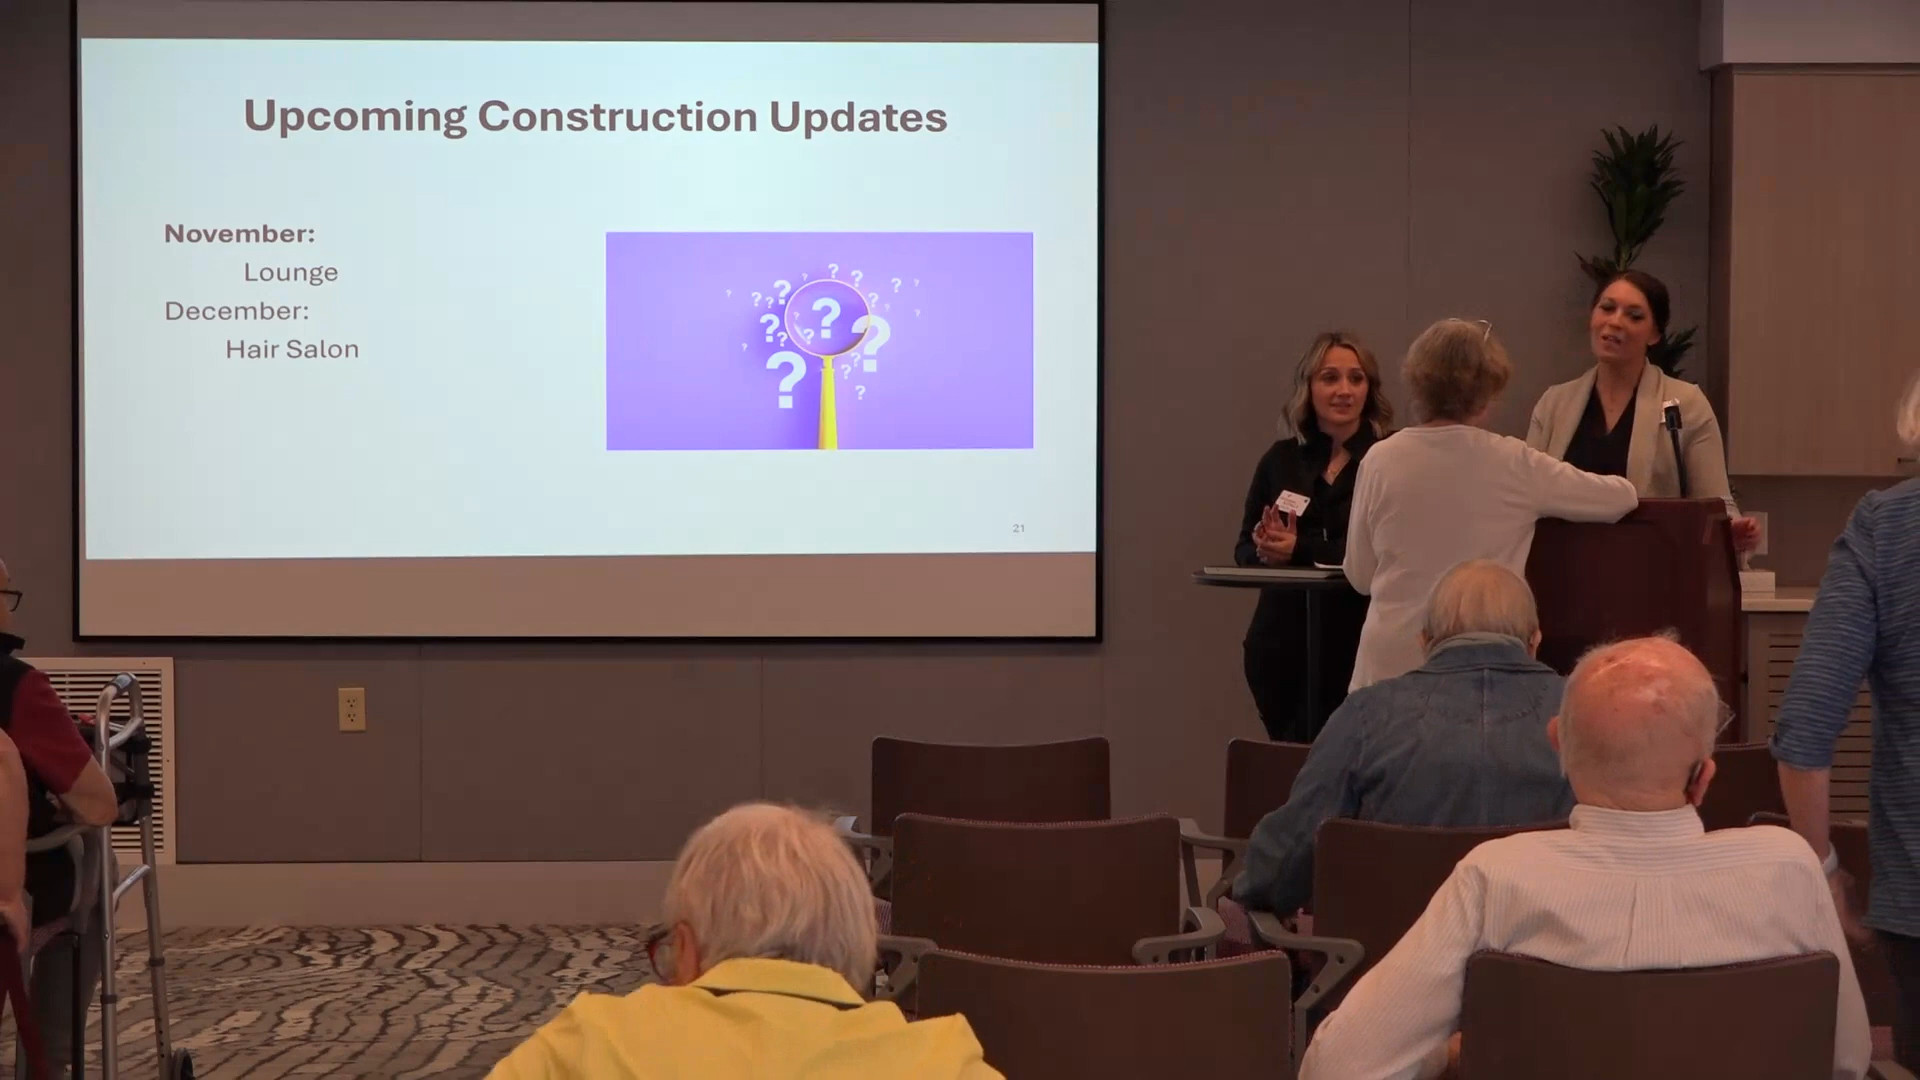 Upcoming Construction Updates
November:
Lounge
December:
Hair Salon
21